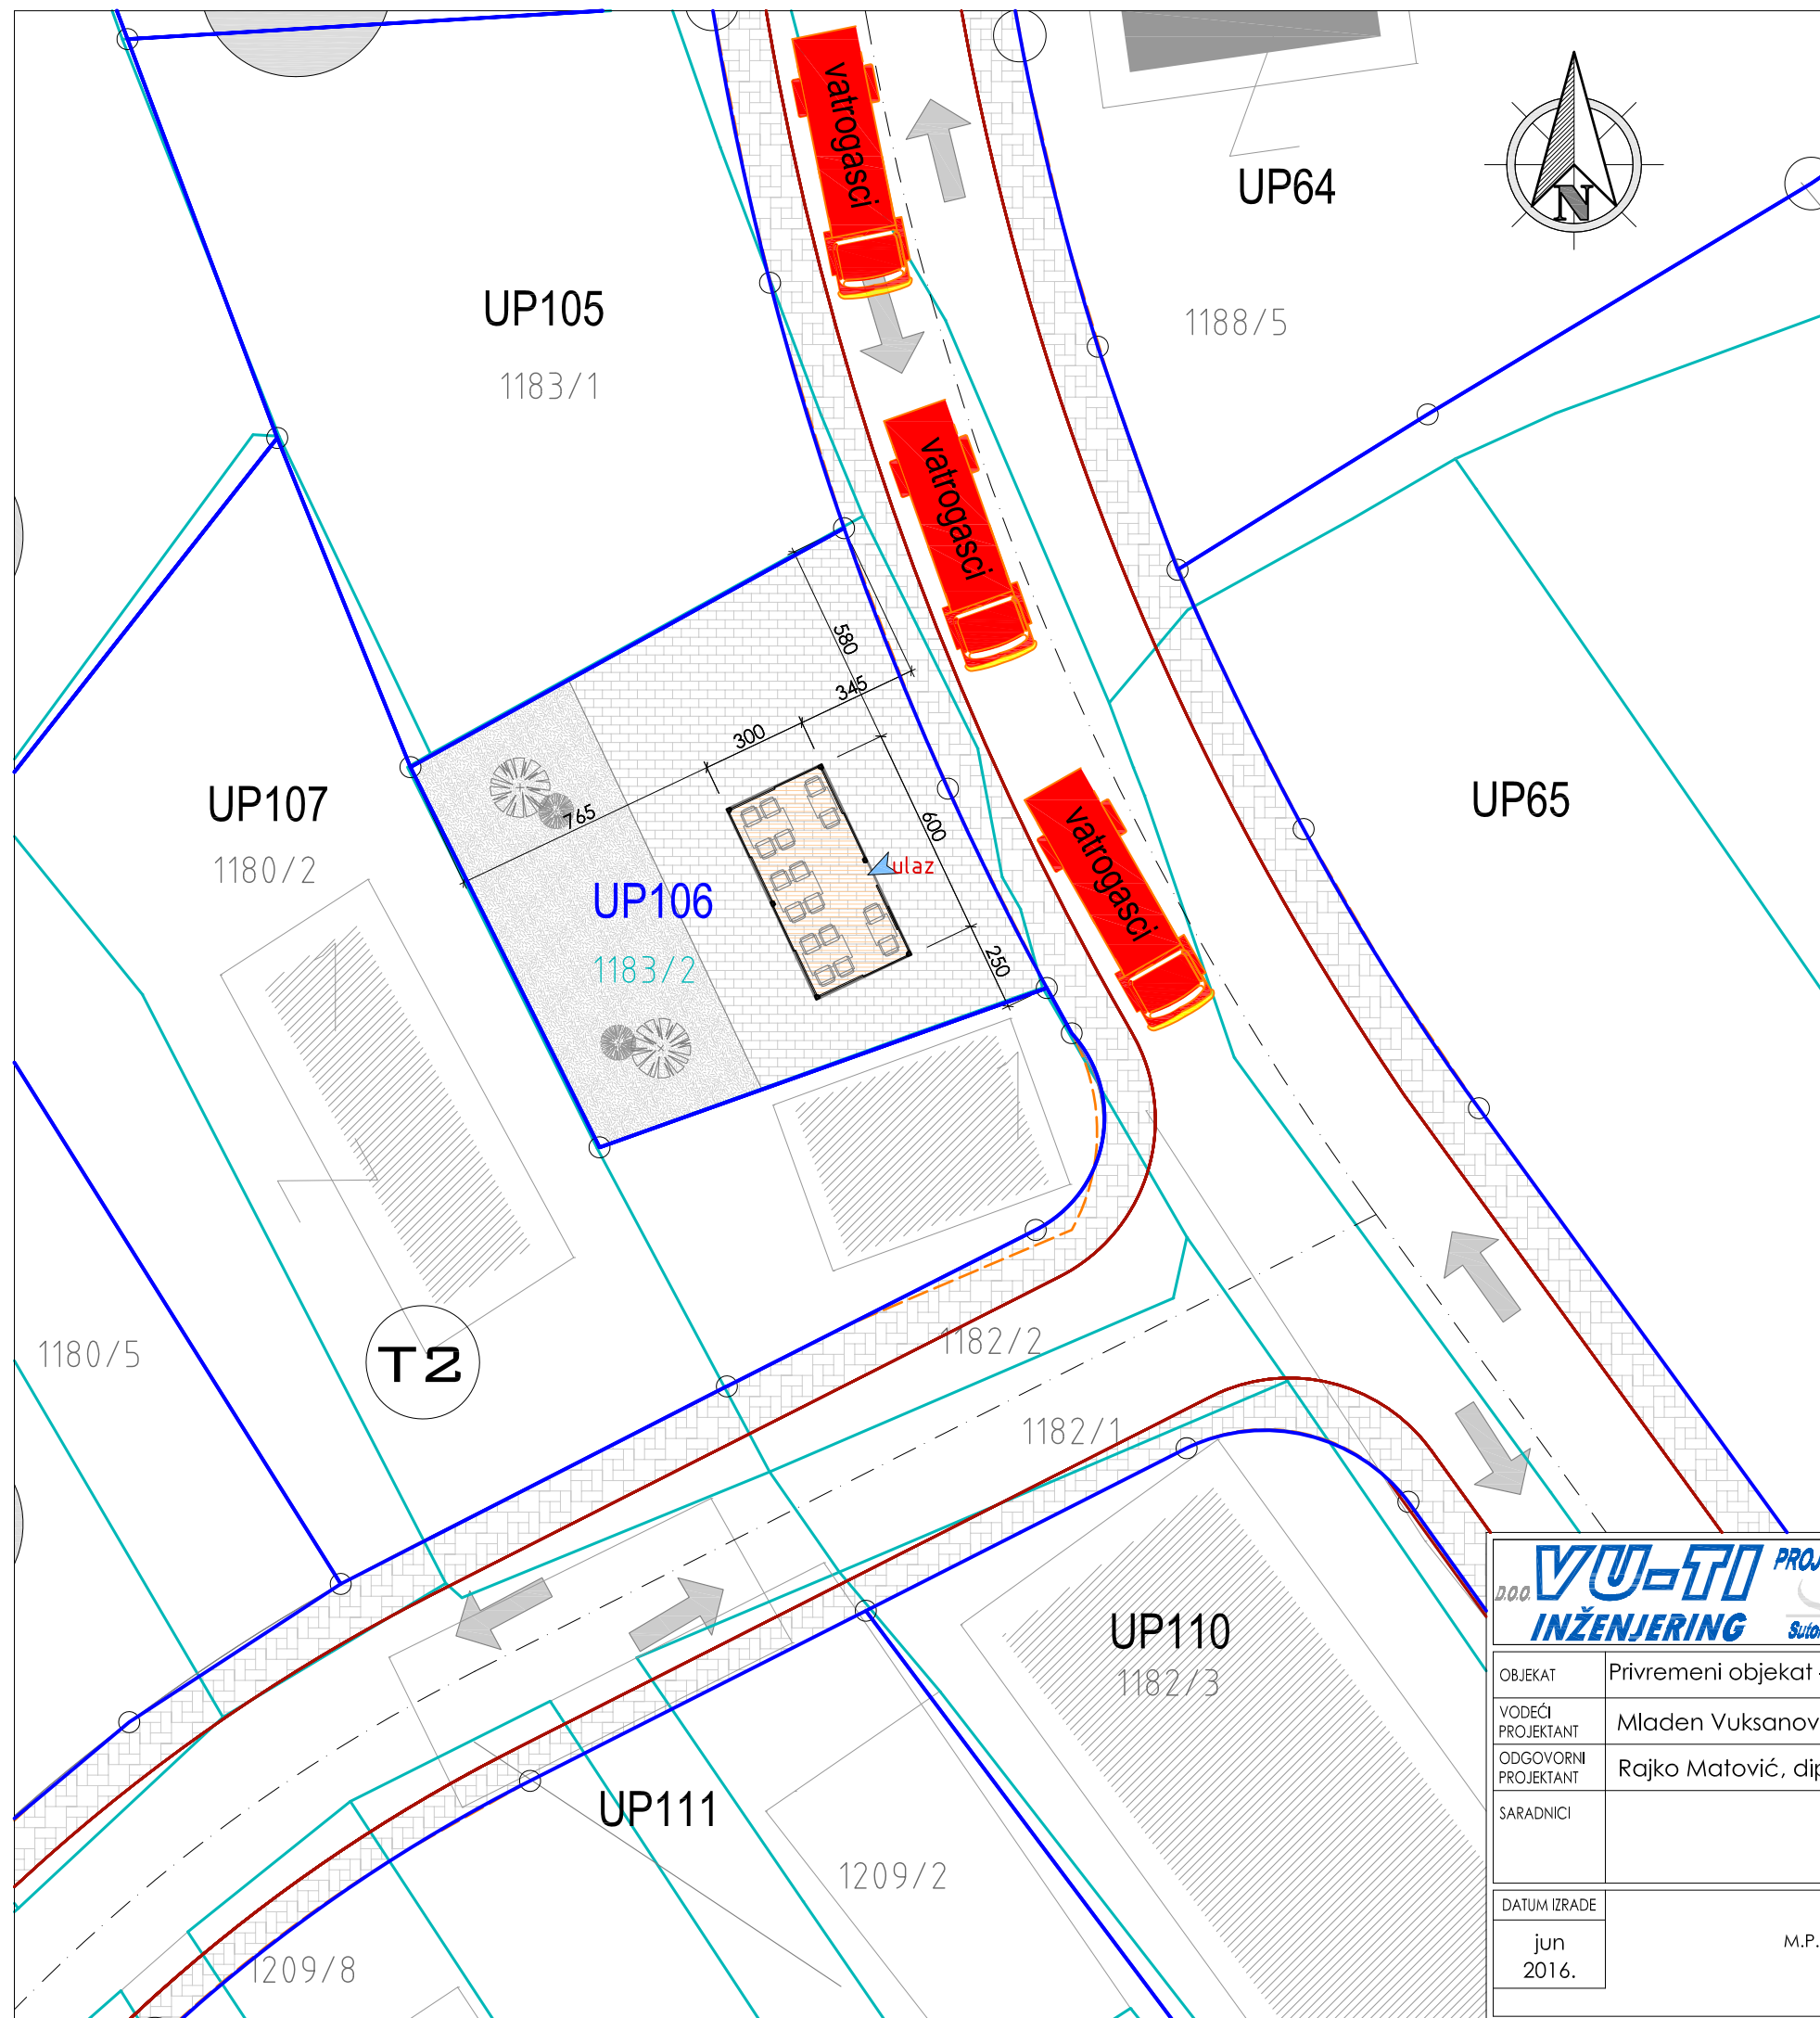 vatrogasci
UP64
UP105
1188/5
1183/1
vatrogasci
580
345
300
UP107
UP65
765
600
1180/2
ulaz
vatrogasci
UP106
1183/2
250
N
1182/2
1180/5
T2
1182/1
UP110
1182/3
UP111
1209/2
1209/8
D.O.O. VU-TI
INŽENJERING
OBJEKAT Privremeni objekat
VODEĆI
PROJEKTANT
Mladen Vuksanov
ODGOVORNI
PROJEKTANT
Rajko Matović, dip
SARADNICI
DATUM IZRADE
jun
2016.
M.P.